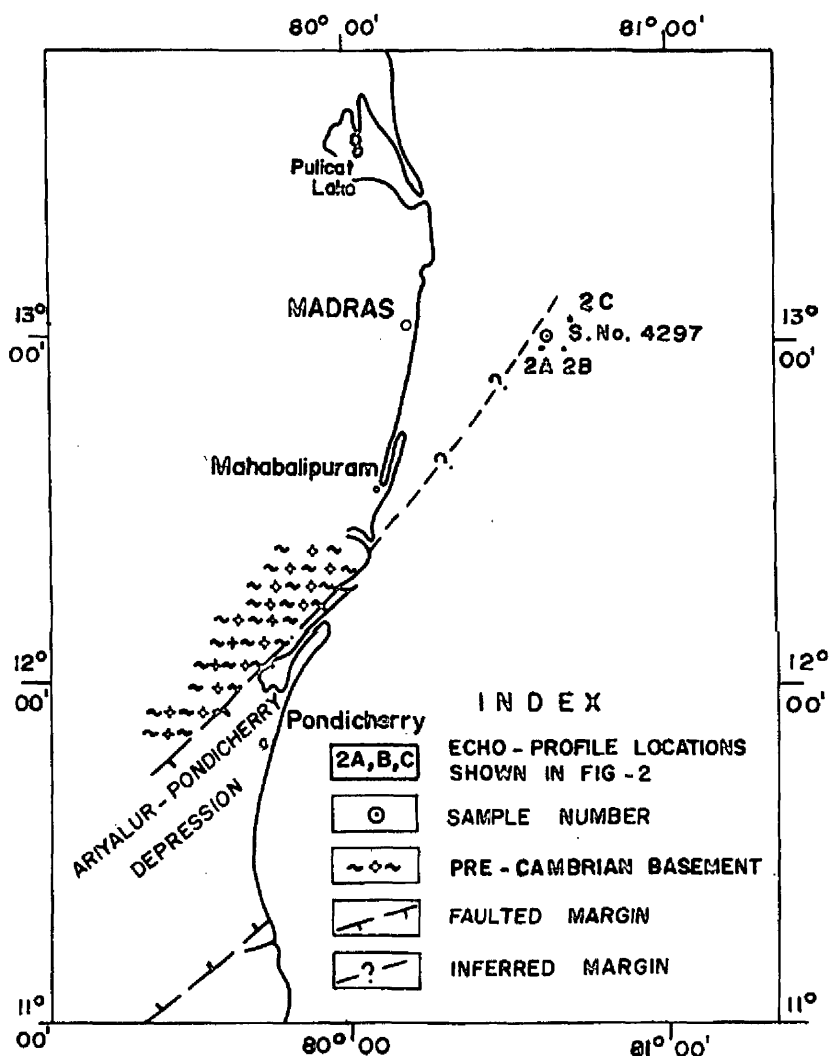 80° 00'
81° 00'
Pulicat
Lake
MADRAS
13°
00'
13°
00'
2C
S. No. 4297
2A 2B
?
?
Mahabalipuram
12°
00'
12°
00'
ARIYALUR - PONDICHERRY
DEPRESSION
Pondicherry
INDEX
2A, B, C
ECHO - PROFILE LOCATIONS
SHOWN IN FIG - 2
SAMPLE NUMBER
PRE - CAMBRIAN BASEMENT
FAULTED MARGIN
?
INFERRED MARGIN
11°
00'
11°
00'
80° 00
81° 00'